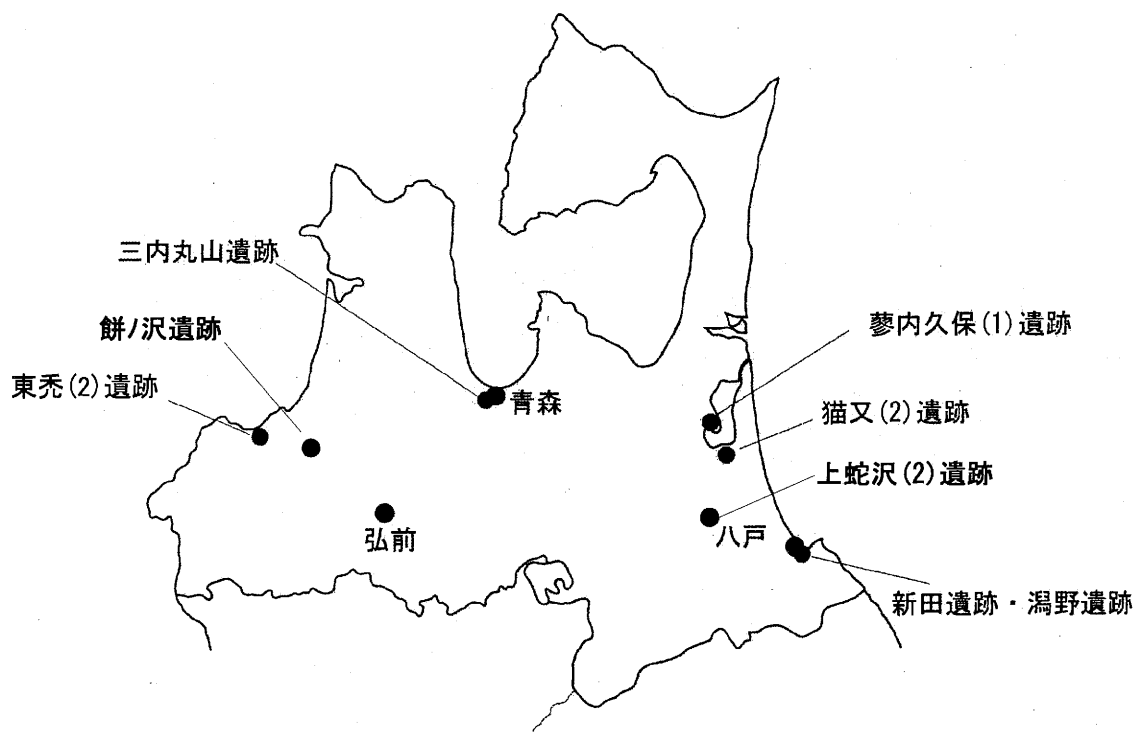 三内丸山遺跡
餅ノ沢遺跡
東禿(2)遺跡
青森
弘前
蓼内久保(1)遺跡
猫又(2)遺跡
上蛇沢(2)遺跡
八戸
新田遺跡・潟野遺跡